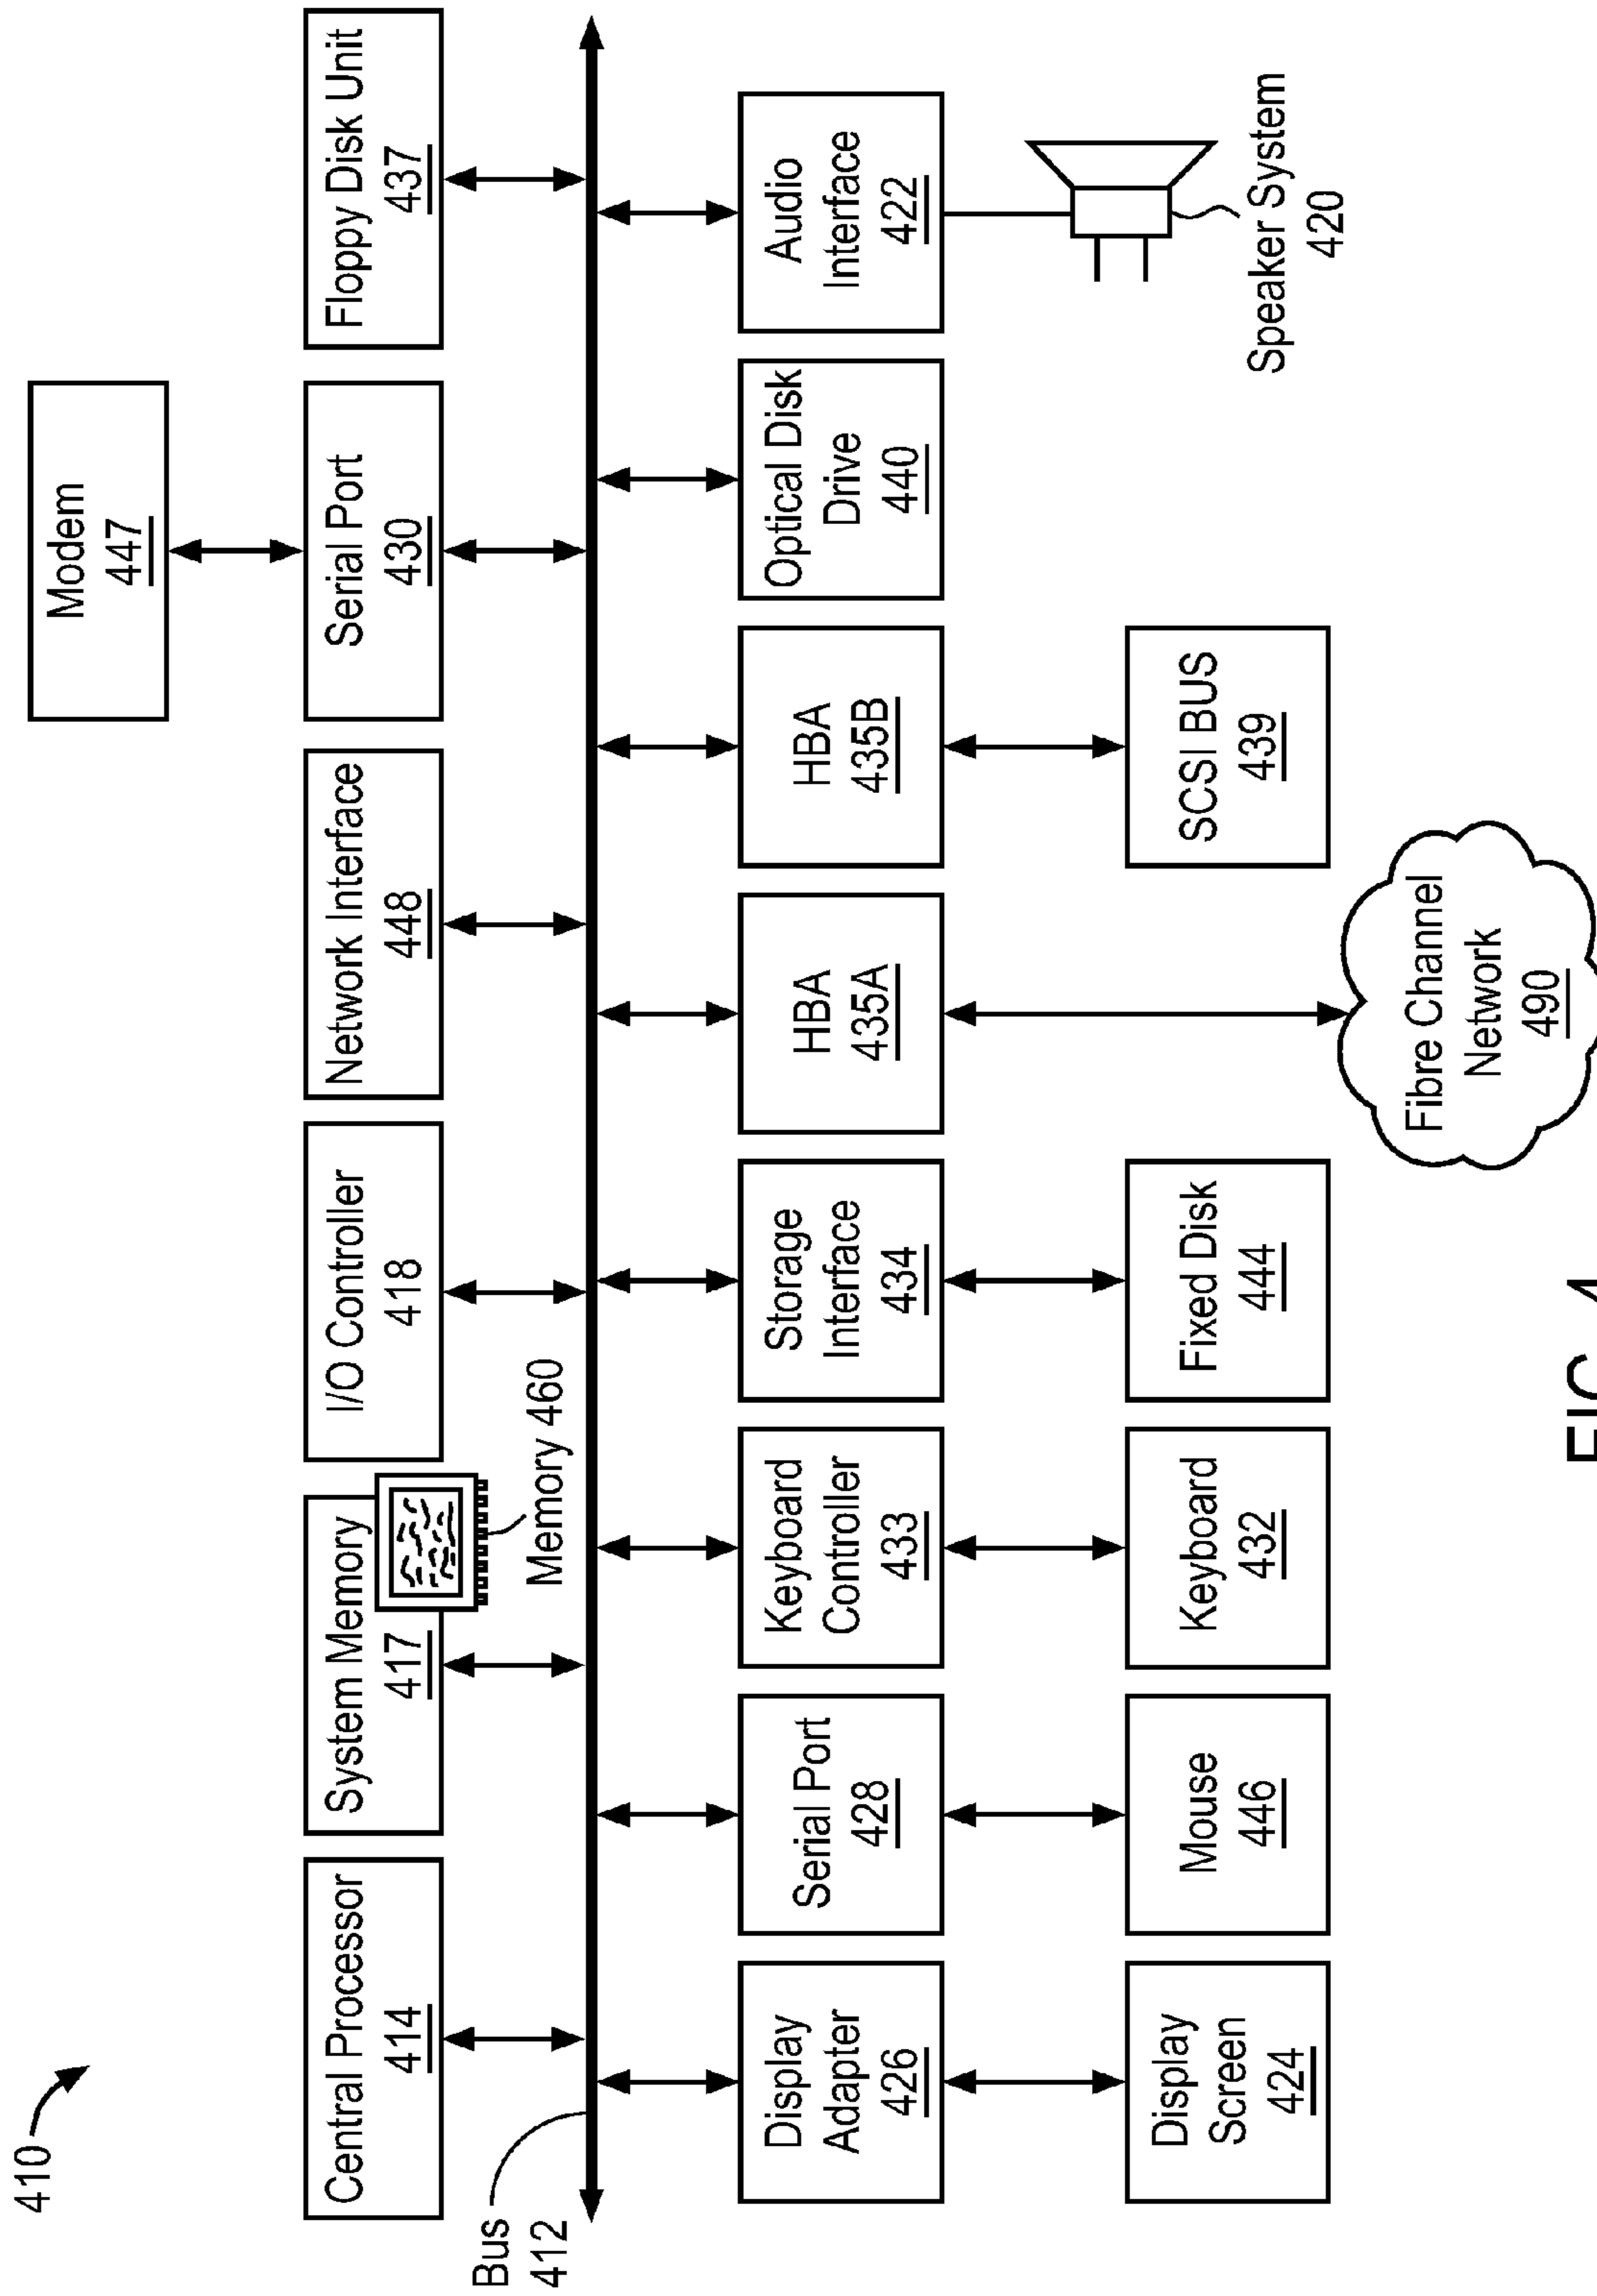 410
Modem
447
Central Processor
414
System Memory
417
I/O Controller
418
Network Interface
448
Serial Port
430
Floppy Disk Unit
437
Memory 460
Bus
412
Display
Adapter
426
Serial Port
428
Keyboard
Controller
433
Storage
Interface
434
HBA
435A
HBA
435B
Optical Disk
Drive
440
Audio
Interface
422
Display
Screen
424
Mouse
446
Keyboard
432
Fixed Disk
444
SCSI BUS
439
Speaker System
420
Fibre Channel
Network
490
FIG. 4